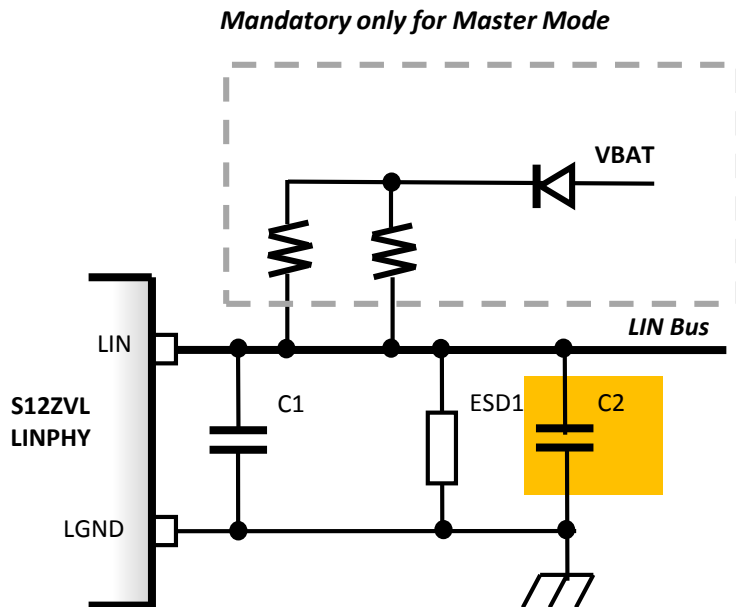 Mandatory only for Master Mode
VBAT
LIN Bus
LIN
S12ZVL
LINPHY
C1
ESD1
C2
LGND